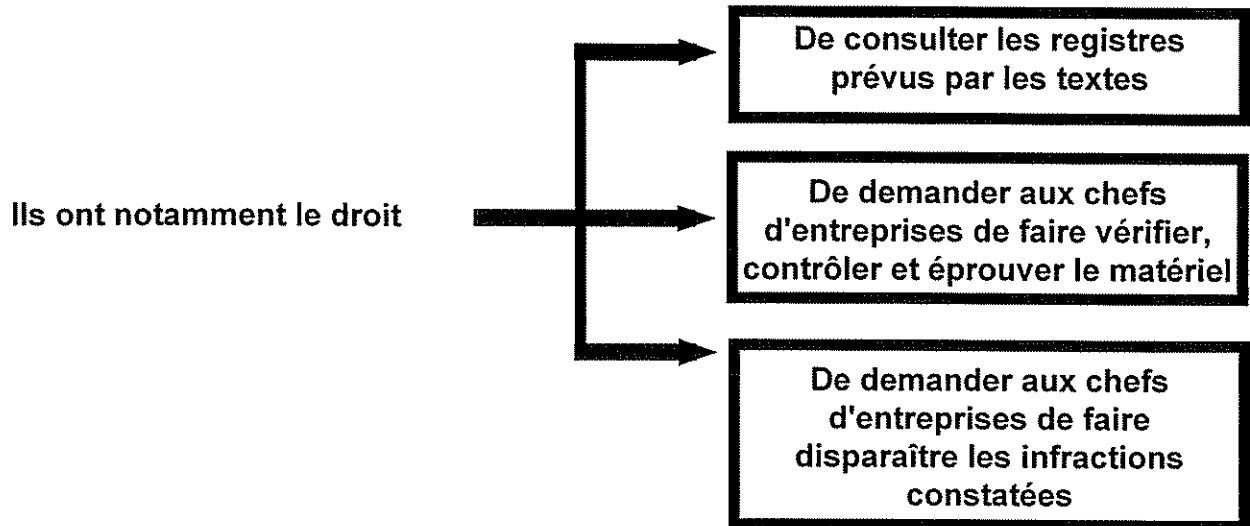 Ils ont notamment le droit
De consulter les registres
prévus par les textes
De demander aux chefs
d'entreprises de faire vérifier,
contrôler et éprouver le matériel
De demander aux chefs
d'entreprises de faire
disparaître les infractions
constatées